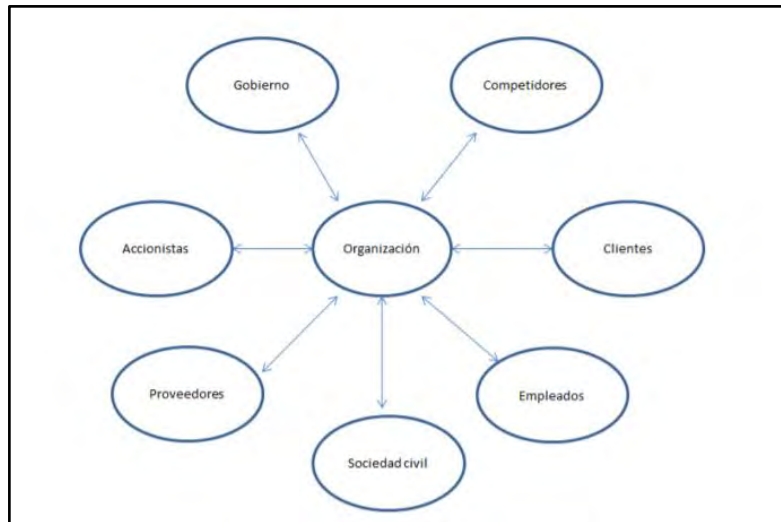 Gobierno
Competidores
Accionistas
Organización
Clientes
Proveedores
Empleados
Sociedad civil